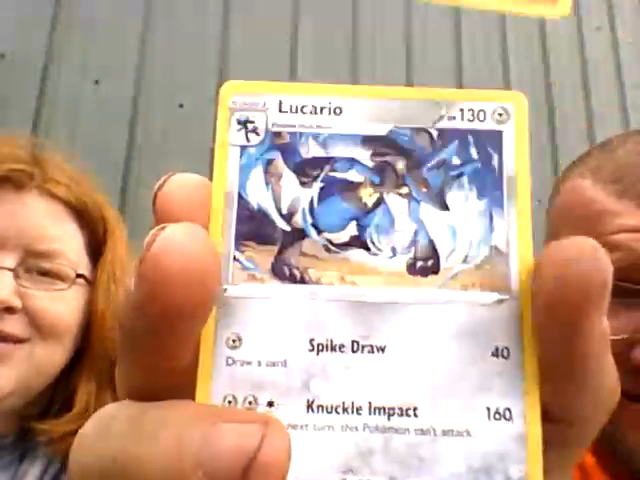 Lucario 130
Spike Draw 40
Draw a card
Knuckle Impact 160
next turn, this Pokémon can't attack